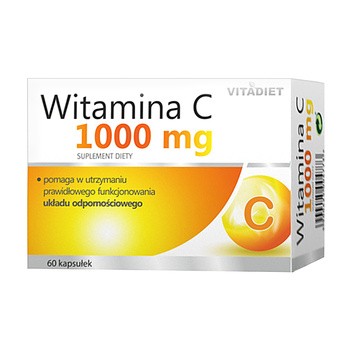 VITADIET
Witamina C
1000 mg
SUPLEMENT DIETY
• pomaga w utrzymaniu
prawidłowego funkcjonowania
układu odpornościowego
C
60 kapsułek
Witamina C
1000 mg